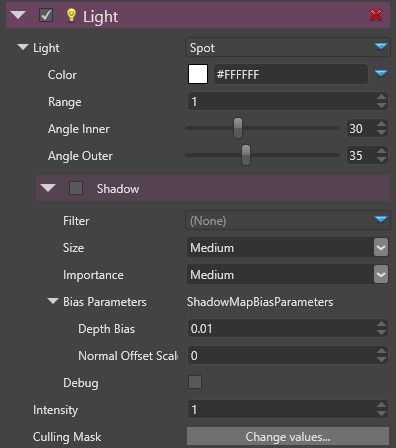 Light
Light Spot
Color #FFFFFF
Range 1
Angle Inner 30
Angle Outer 35
Shadow
Filter (None)
Size Medium
Importance Medium
Bias Parameters ShadowMapBiasParameters
Depth Bias 0.01
Normal Offset Scale 0
Debug
Intensity 1
Culling Mask Change values...